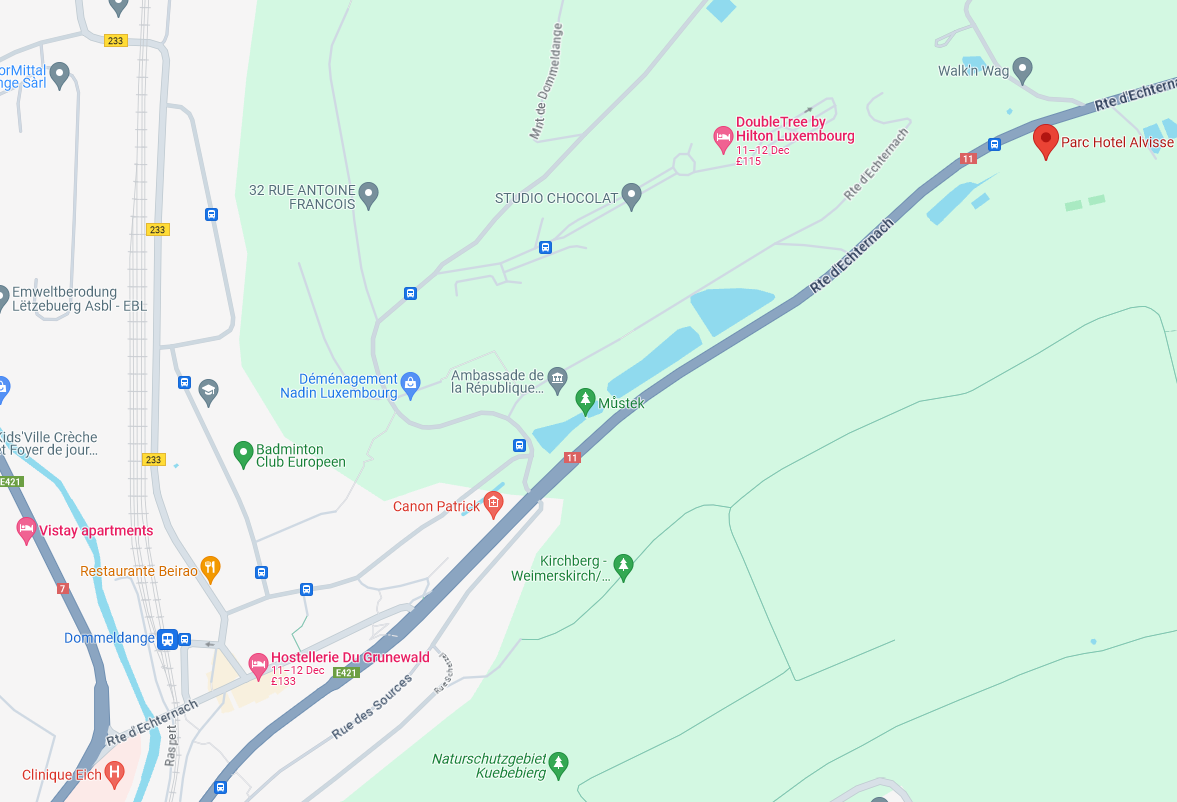 233
orMittal
nge Sàrl
Mnt de Dommeldange
Walk'n Wag
Rte d'Echterna
DoubleTree by
Hilton Luxembourg
11–12 Dec
£115
Parc Hotel Alvisse
11
Rte d'Echternach
32 RUE ANTOINE
FRANCOIS
STUDIO CHOCOLAT
233
Rte d'Echternach
Emweltberodung
Lëtzebuerg Asbl - EBL
Déménagement
Nadin Luxembourg
Ambassade de
la République...
Můstek
Kids'Ville Crèche
et Foyer de jour...
Badminton
Club Europeen
233
11
E421
Canon Patrick
Vistay apartments
Restaurante Beirao
Kirchberg -
Weimerskirch/...
7
Dommeldange
Hostellerie Du Grunewald
11–12 Dec
£133
E421
Rue des Sources
Rte d'Echternach
Raspert
Clinique Eich
H
Naturschutzgebiet
Kuebebierg